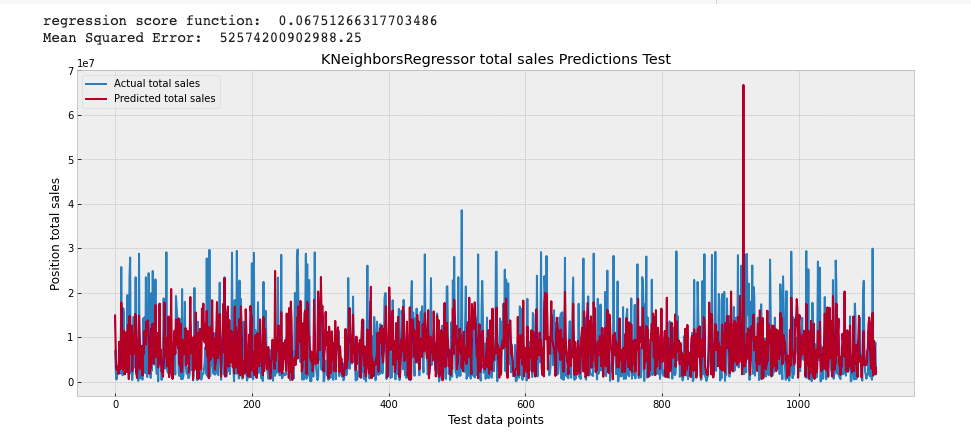 regression score function:  0.06751266317703486
Mean Squared Error:  52574200902988.25
KNeighborsRegressor total sales Predictions Test
1e7
Actual total sales
Predicted total sales
7
6
5
4
3
2
1
0
Position total sales
0 200 400 600 800 1000
Test data points